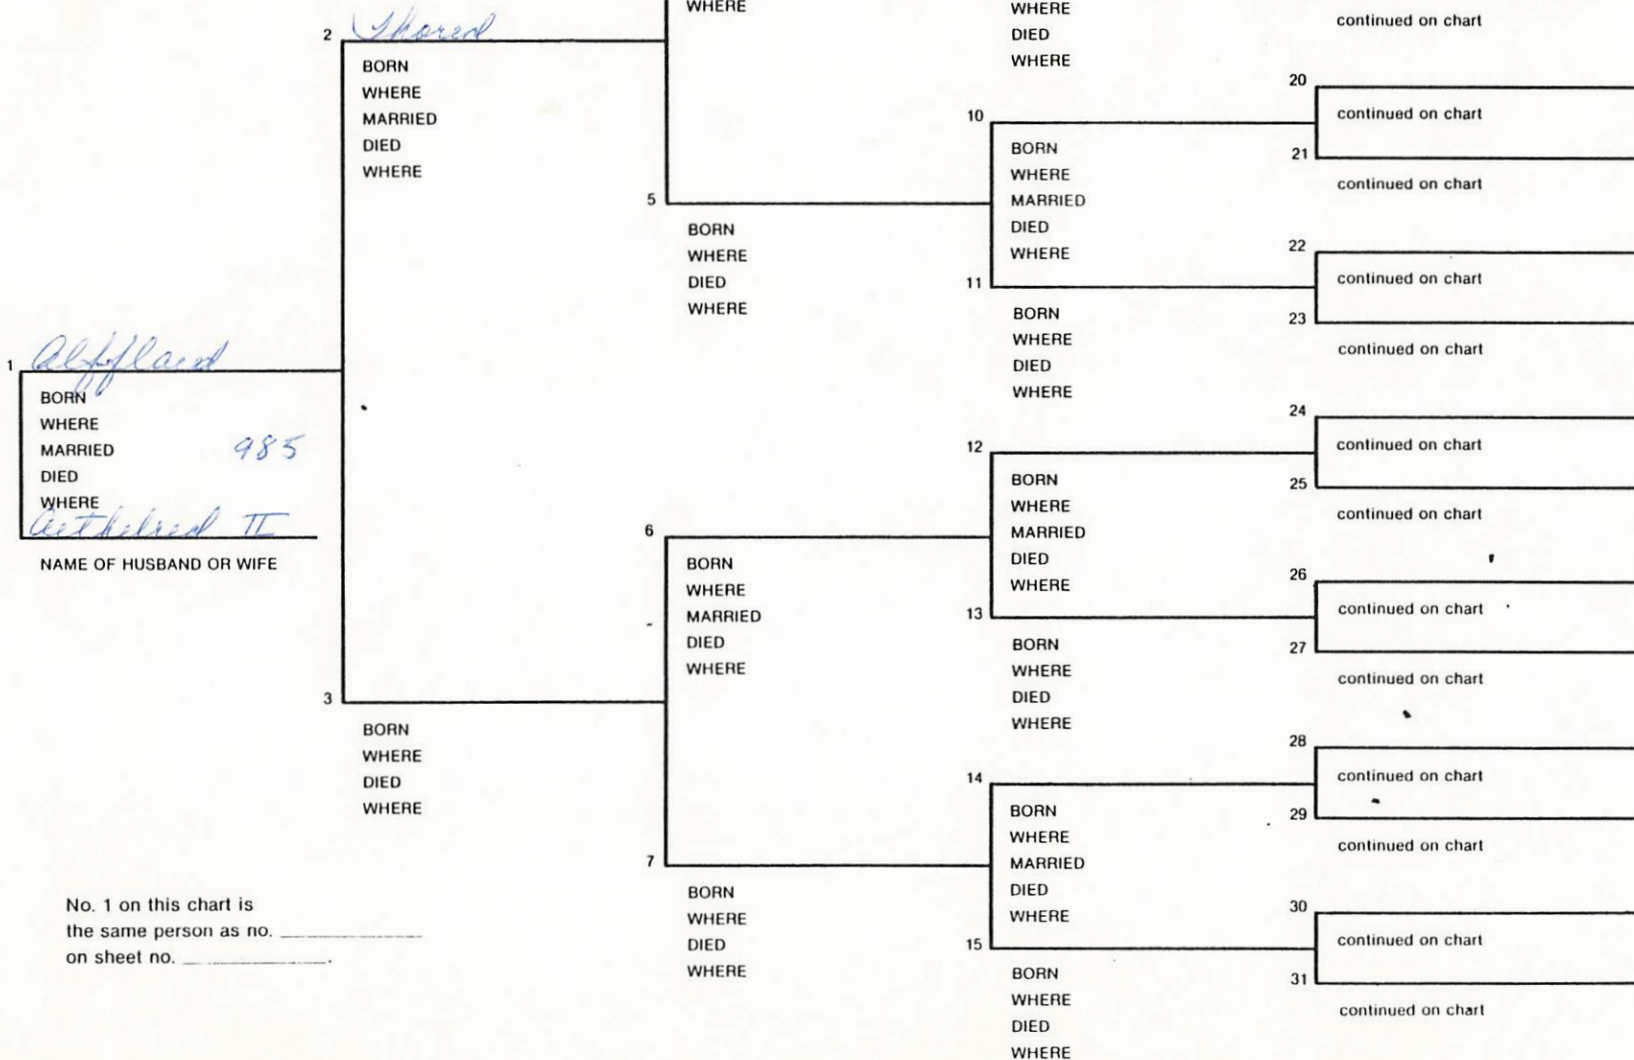 WHERE
2 Thored
BORN
WHERE
MARRIED
DIED
WHERE
5
BORN
WHERE
DIED
WHERE
1 Alfflaed
BORN
WHERE
MARRIED 985
DIED
WHERE
Aethelred II
NAME OF HUSBAND OR WIFE
6
BORN
WHERE
MARRIED
DIED
WHERE
3
BORN
WHERE
DIED
WHERE
7
BORN
WHERE
DIED
WHERE
No. 1 on this chart is
the same person as no.
on sheet no.
WHERE
DIED
WHERE
10
BORN
WHERE
MARRIED
DIED
WHERE
11
BORN
WHERE
DIED
WHERE
12
BORN
WHERE
MARRIED
DIED
WHERE
13
BORN
WHERE
DIED
WHERE
14
BORN
WHERE
MARRIED
DIED
WHERE
15
BORN
WHERE
DIED
WHERE
continued on chart
20
continued on chart
21
continued on chart
22
continued on chart
23
continued on chart
24
continued on chart
25
continued on chart
26
continued on chart
27
continued on chart
28
continued on chart
29
continued on chart
30
continued on chart
31
continued on chart